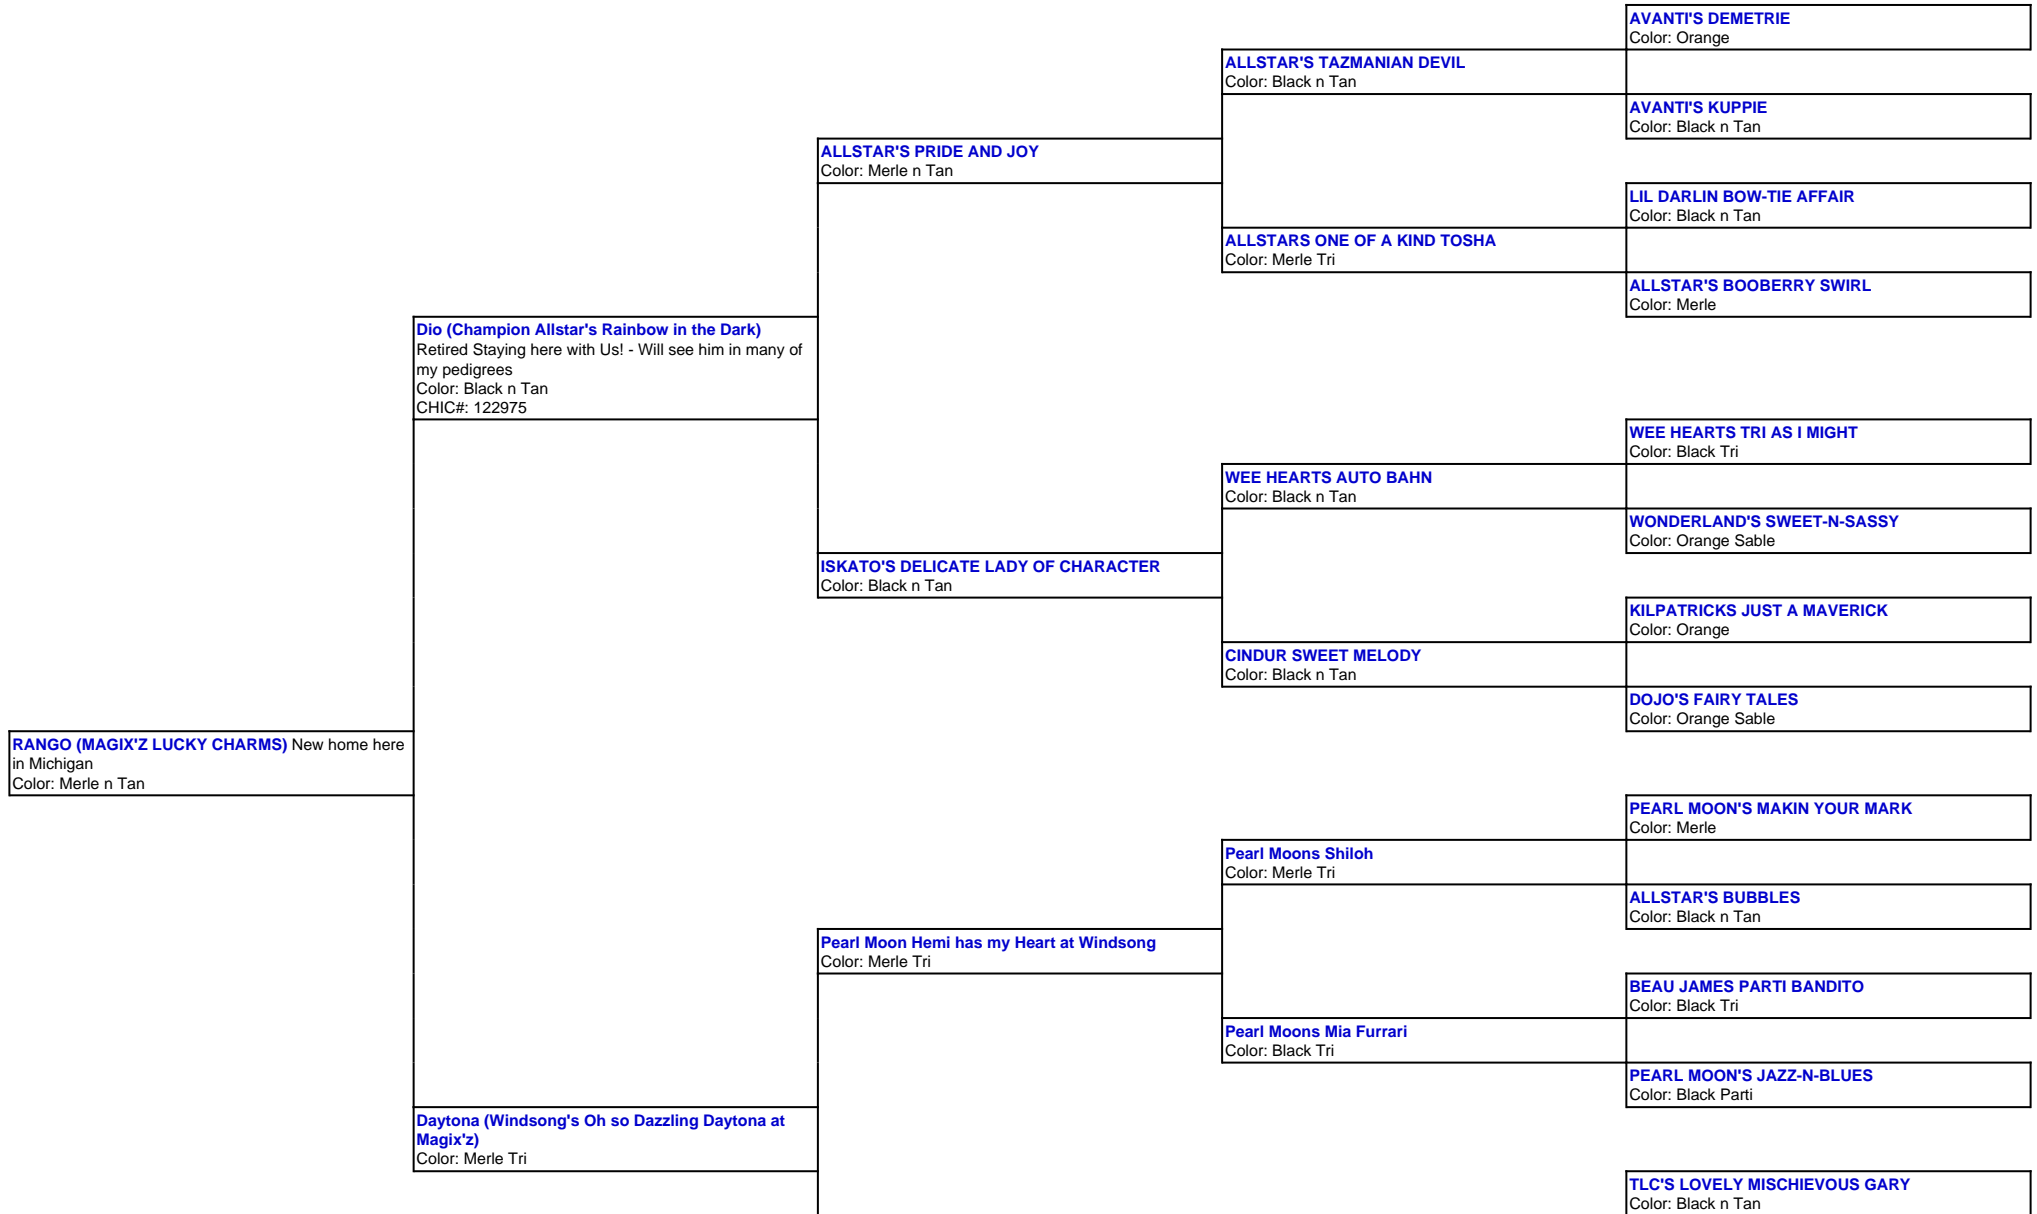 AVANTI'S DEMETRIE
Color: Orange
ALLSTAR'S TAZMANIAN DEVIL
Color: Black n Tan
AVANTI'S KUPPIE
Color: Black n Tan
ALLSTAR'S PRIDE AND JOY
Color: Merle n Tan
LIL DARLIN BOW-TIE AFFAIR
Color: Black n Tan
ALLSTARS ONE OF A KIND TOSHA
Color: Merle Tri
ALLSTAR'S BOOBERRY SWIRL
Color: Merle
Dio (Champion Allstar's Rainbow in the Dark)
Retired Staying here with Us! - Will see him in many of
my pedigrees
Color: Black n Tan
CHIC#: 122975
WEE HEARTS TRI AS I MIGHT
Color: Black Tri
WEE HEARTS AUTO BAHN
Color: Black n Tan
WONDERLAND'S SWEET-N-SASSY
Color: Orange Sable
ISKATO'S DELICATE LADY OF CHARACTER
Color: Black n Tan
KILPATRICKS JUST A MAVERICK
Color: Orange
CINDUR SWEET MELODY
Color: Black n Tan
DOJO'S FAIRY TALES
Color: Orange Sable
RANGO (MAGIX'Z LUCKY CHARMS) New home here
in Michigan
Color: Merle n Tan
PEARL MOON'S MAKIN YOUR MARK
Color: Merle
Pearl Moons Shiloh
Color: Merle Tri
ALLSTAR'S BUBBLES
Color: Black n Tan
Pearl Moon Hemi has my Heart at Windsong
Color: Merle Tri
BEAU JAMES PARTI BANDITO
Color: Black Tri
Pearl Moons Mia Furrari
Color: Black Tri
PEARL MOON'S JAZZ-N-BLUES
Color: Black Parti
Daytona (Windsong's Oh so Dazzling Daytona at
Magix'z)
Color: Merle Tri
TLC'S LOVELY MISCHIEVOUS GARY
Color: Black n Tan